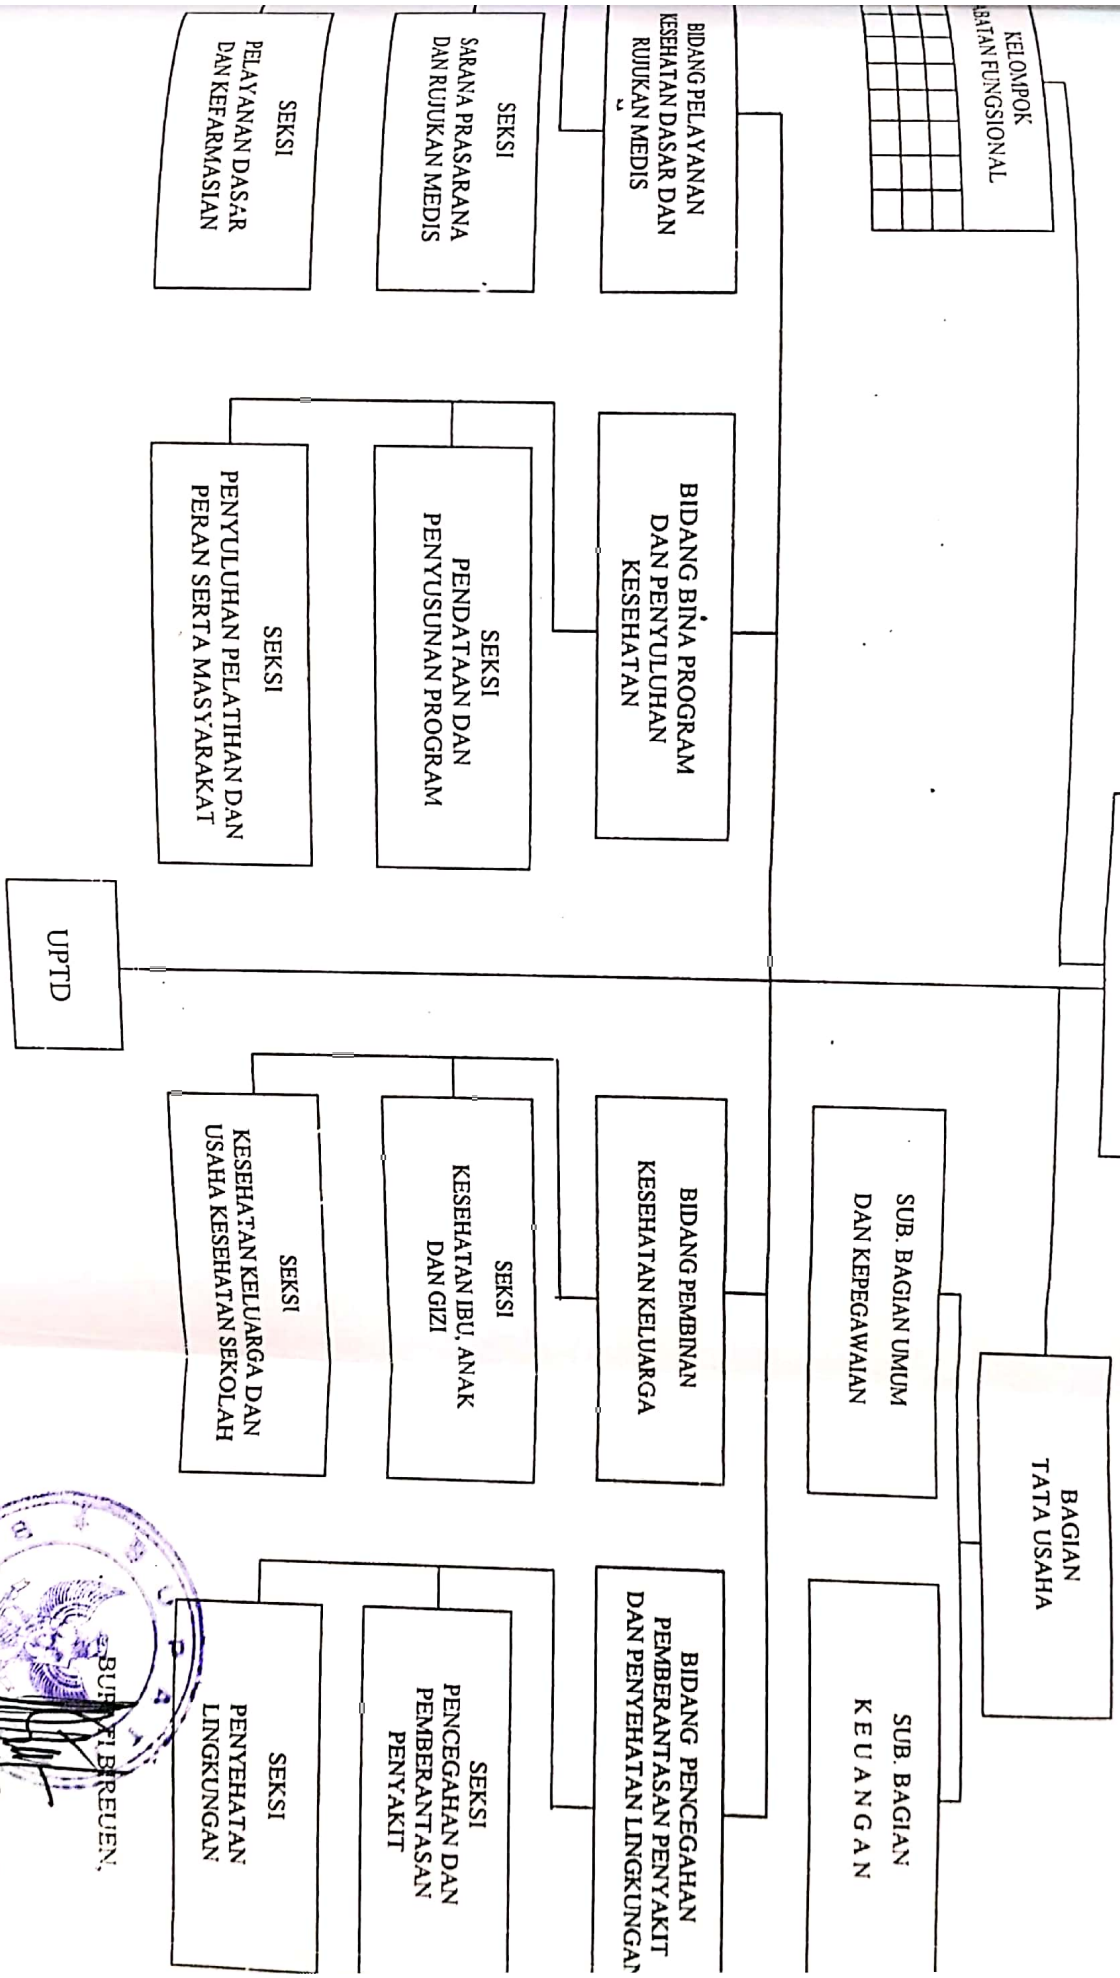 KELOMPOK
ABATAN FUNGSIONAL
BAGIAN
TATA USAHA
SUB. BAGIAN UMUM
DAN KEPEGAWAIAN
SUB. BAGIAN
K E U A N G A N
BIDANG PELAYANAN
KESEHATAN DASAR DAN
RUJUKAN MEDIS
BIDANG BINA PROGRAM
DAN PENYULUHAN
KESEHATAN
BIDANG PEMBINAN
KESEHATAN KELUARGA
BIDANG PENCEGAHAN
PEMBERANTASAN PENYAKIT
DAN PENYEHATAN LINGKUNGAN
SEKSI
SARANA PRASARANA
DAN RUJUKAN MEDIS
SEKSI
PENDATAAN DAN
PENYUSUNAN PROGRAM
SEKSI
KESEHATAN IBU, ANAK
DAN GIZI
SEKSI
PENCEGAHAN DAN
PEMBERANTASAN
PENYAKIT
SEKSI
PELAYANAN DASAR
DAN KEFARMASIAN
SEKSI
PENYULUHAN PELATIHAN DAN
PERAN SERTA MASYARAKAT
SEKSI
KESEHATAN KELUARGA DAN
USAHA KESEHATAN SEKOLAH
SEKSI
PENYEHATAN
LINGKUNGAN
UPTD
BUPATI BIREUEN,
BUPATI